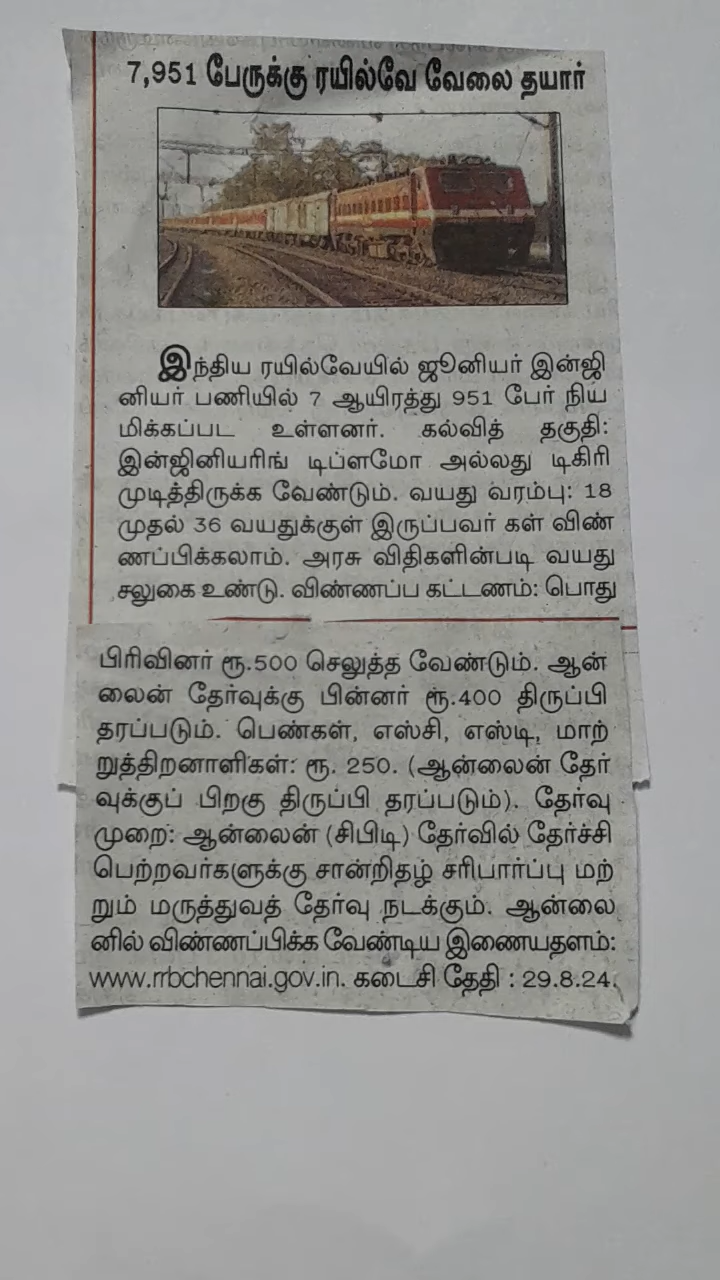 7,951 பேருக்கு ரயில்வே வேலை தயார்
இந்திய ரயில்வேயில் ஜூனியர் இன்ஜி
னியர் பணியில் 7 ஆயிரத்து 951 பேர் நிய
மிக்கப்பட உள்ளனர். கல்வித் தகுதி:
இன்ஜினியரிங் டிப்ளமோ அல்லது டிகிரி
முடித்திருக்க வேண்டும். வயது வரம்பு: 18
முதல் 36 வயதுக்குள் இருப்பவர் கள் விண்
ணப்பிக்கலாம். அரசு விதிகளின்படி வயது
சலுகை உண்டு. விண்ணப்ப கட்டணம்: பொது
பிரிவினர் ரூ.500 செலுத்த வேண்டும். ஆன்
லைன் தேர்வுக்கு பின்னர் ரூ.400 திருப்பி
தரப்படும். பெண்கள், எஸ்சி, எஸ்டி, மாற்
றுத்திறனாளிகள்: ரூ. 250. (ஆன்லைன் தேர்
வுக்குப் பிறகு திருப்பி தரப்படும்). தேர்வு
முறை: ஆன்லைன் (சிபிடி) தேர்வில் தேர்ச்சி
பெற்றவர்களுக்கு சான்றிதழ் சரிபார்ப்பு மற்
றும் மருத்துவத் தேர்வு நடக்கும். ஆன்லை
னில் விண்ணப்பிக்க வேண்டிய இணையதளம்:
www.rrbchennai.gov.in. கடைசி தேதி : 29.8.24.